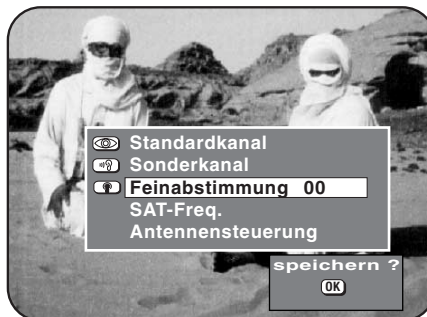 Standardkanal
Sonderkanal
Feinabstimmung 00
SAT-Freq.
Antennensteuerung
speichern ?
OK